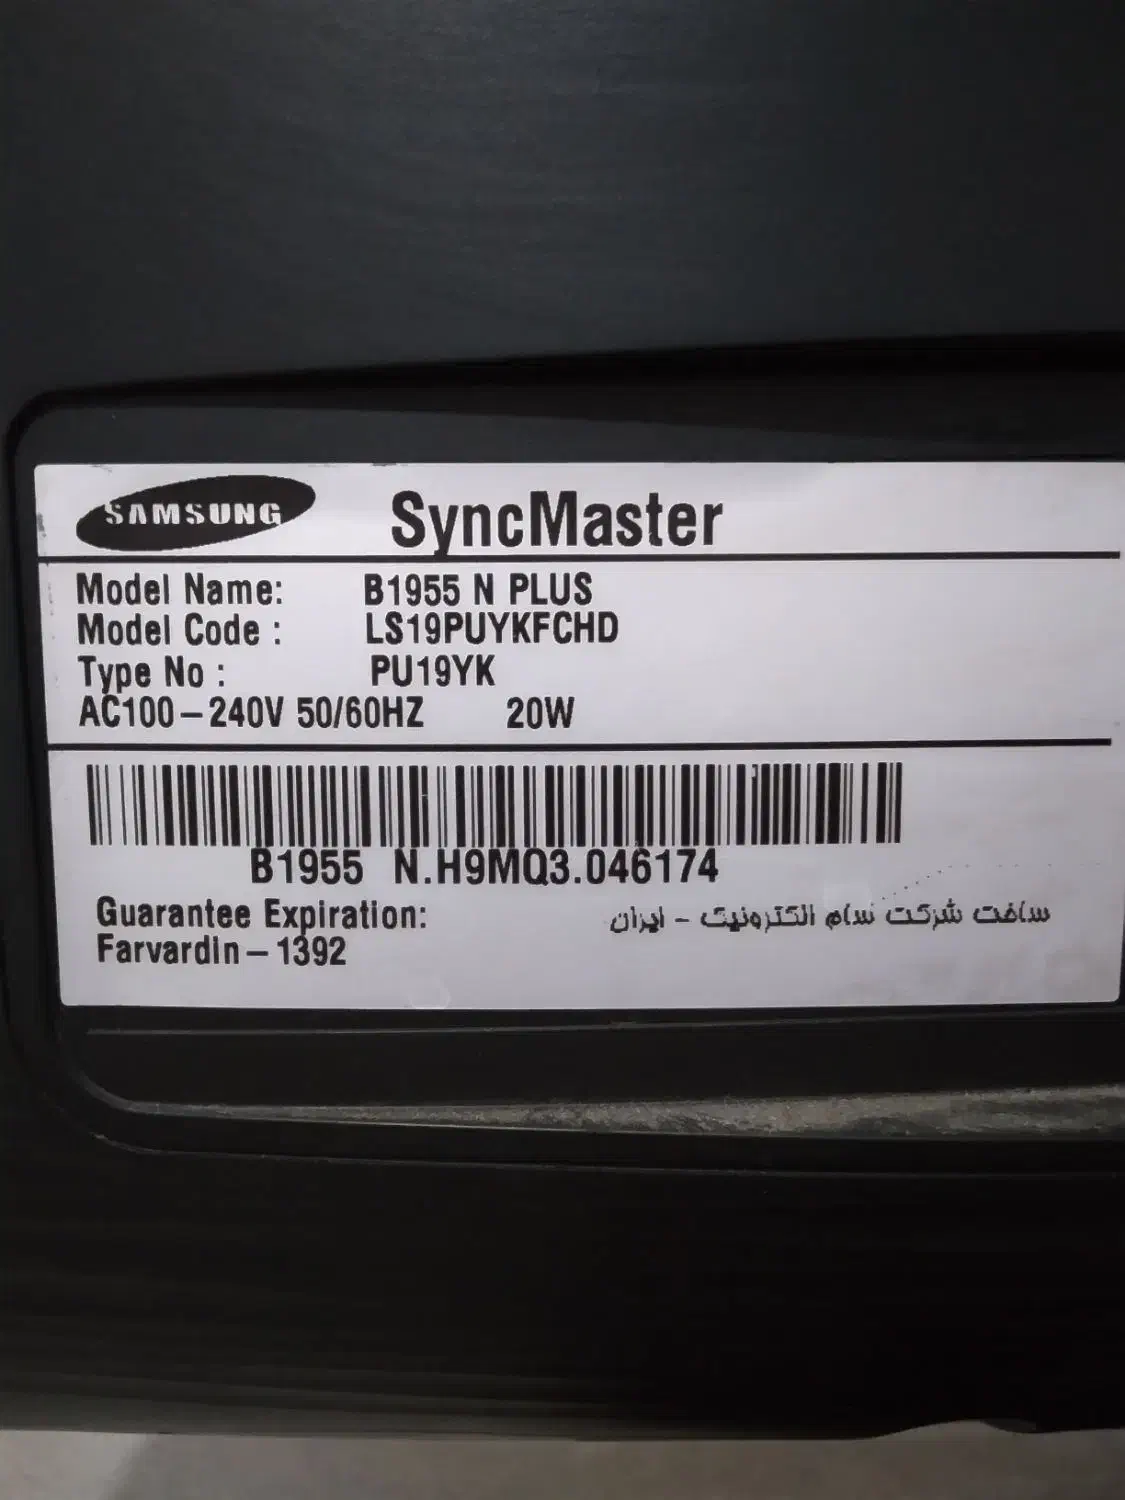 SAMSUNG SyncMaster
Model Name: B1955 N PLUS
Model Code : LS19PUYKFCHD
Type No : PU19YK
AC100-240V 50/60HZ 20W
B1955 N.H9MQ3.046174
Guarantee Expiration:
Farvardin-1392
ساخت شرکت سام الکترونیک - ایران